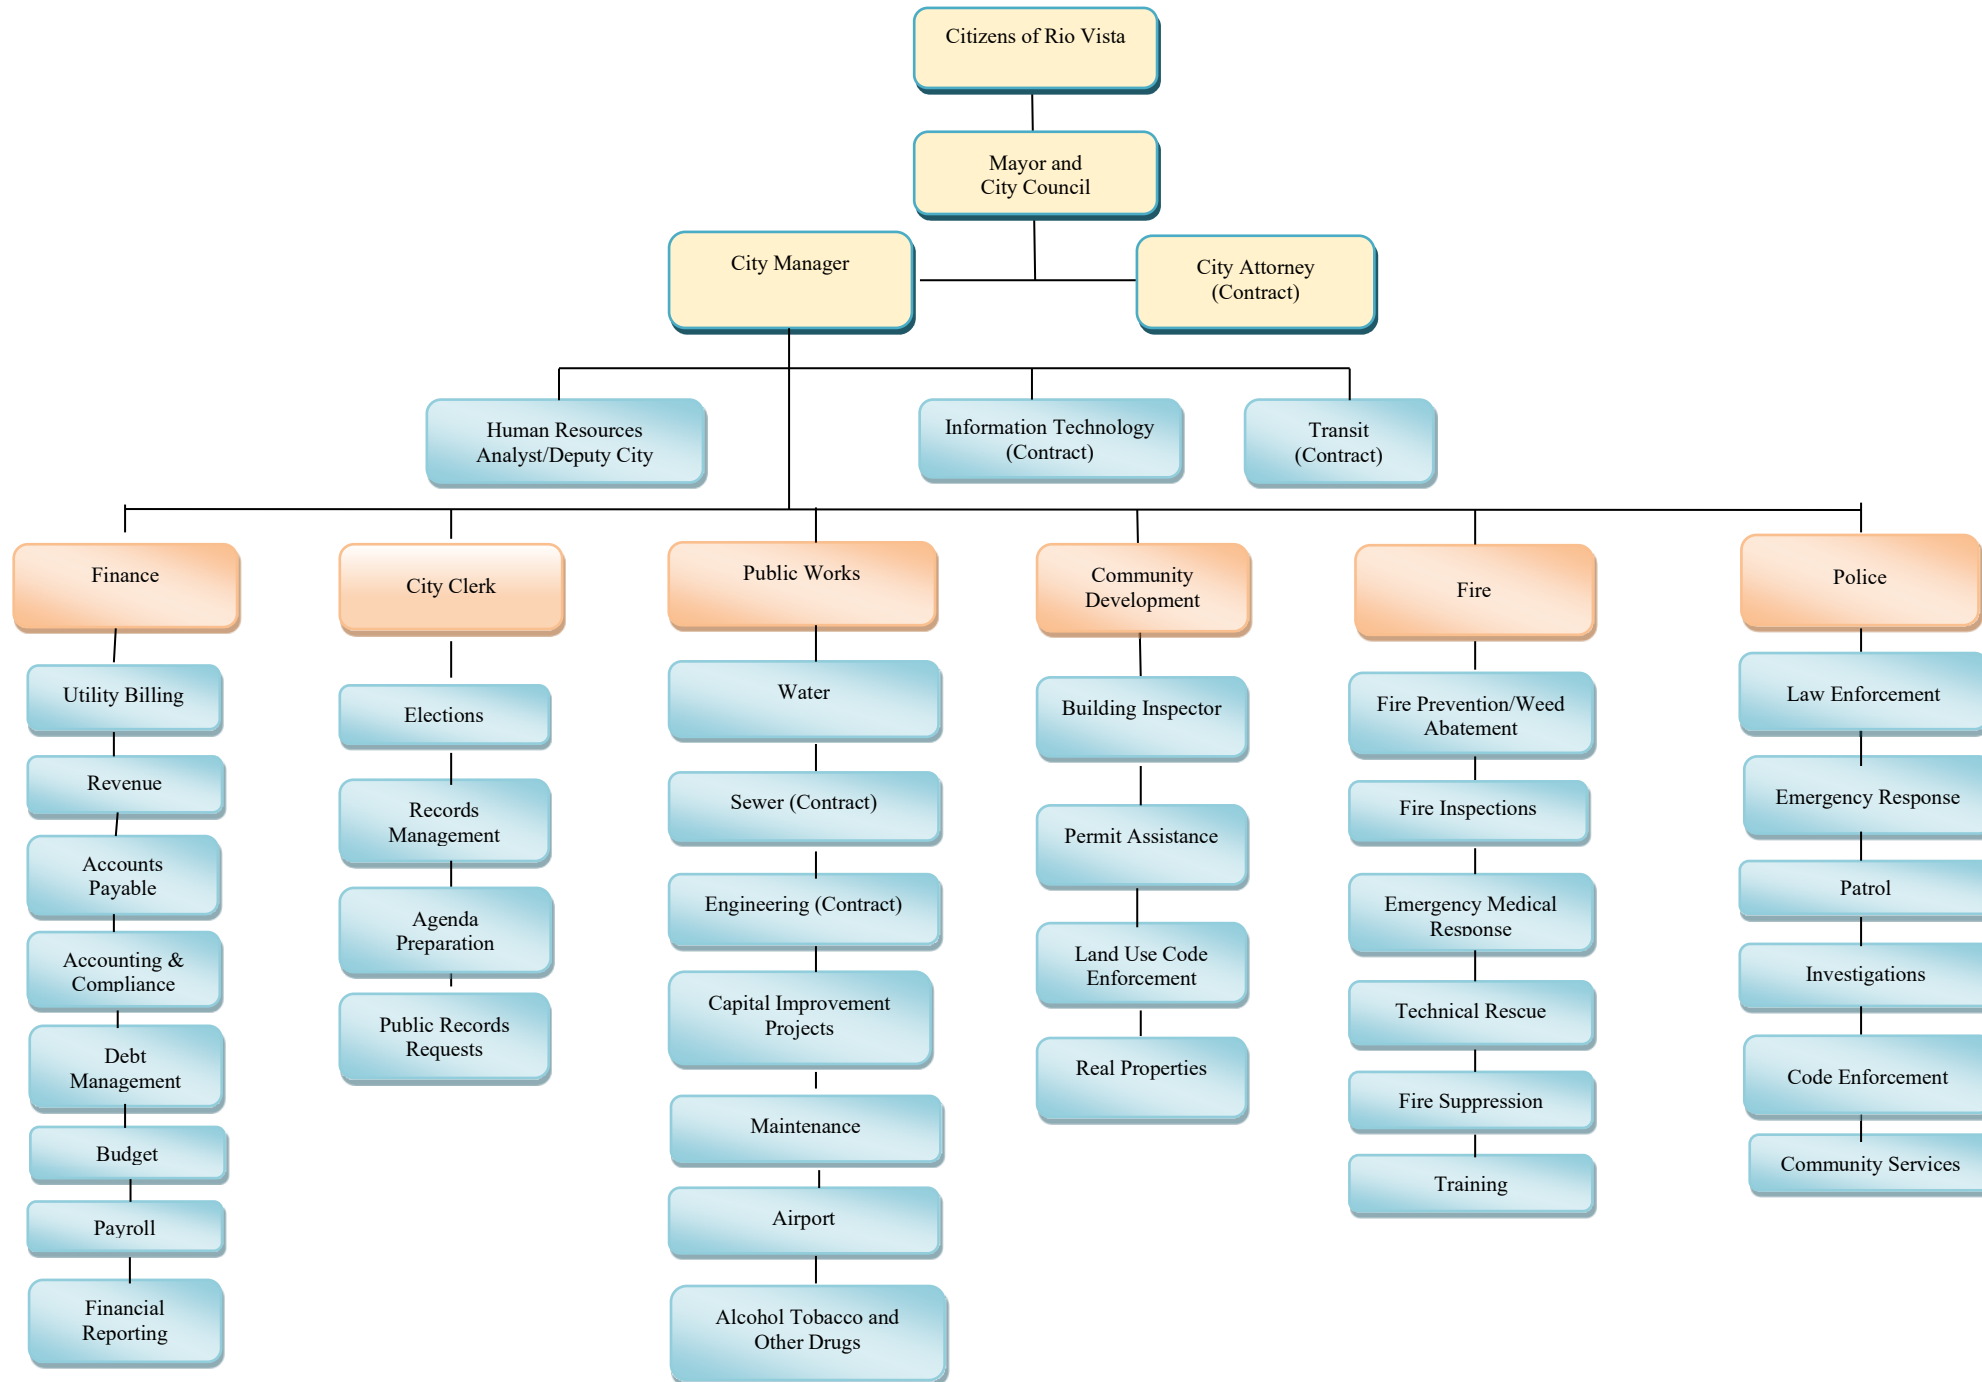 Citizens of Rio Vista
Mayor and
City Council
City Manager
City Attorney
(Contract)
Human Resources
Analyst/Deputy City
Information Technology
(Contract)
Transit
(Contract)
Finance
City Clerk
Public Works
Community
Development
Fire
Police
Utility Billing
Revenue
Accounts
Payable
Accounting &
Compliance
Debt
Management
Budget
Payroll
Financial
Reporting
Elections
Records
Management
Agenda
Preparation
Public Records
Requests
Water
Sewer (Contract)
Engineering (Contract)
Capital Improvement
Projects
Maintenance
Airport
Alcohol Tobacco and
Other Drugs
Building Inspector
Permit Assistance
Land Use Code
Enforcement
Real Properties
Fire Prevention/Weed
Abatement
Fire Inspections
Emergency Medical
Response
Technical Rescue
Fire Suppression
Training
Law Enforcement
Emergency Response
Patrol
Investigations
Code Enforcement
Community Services